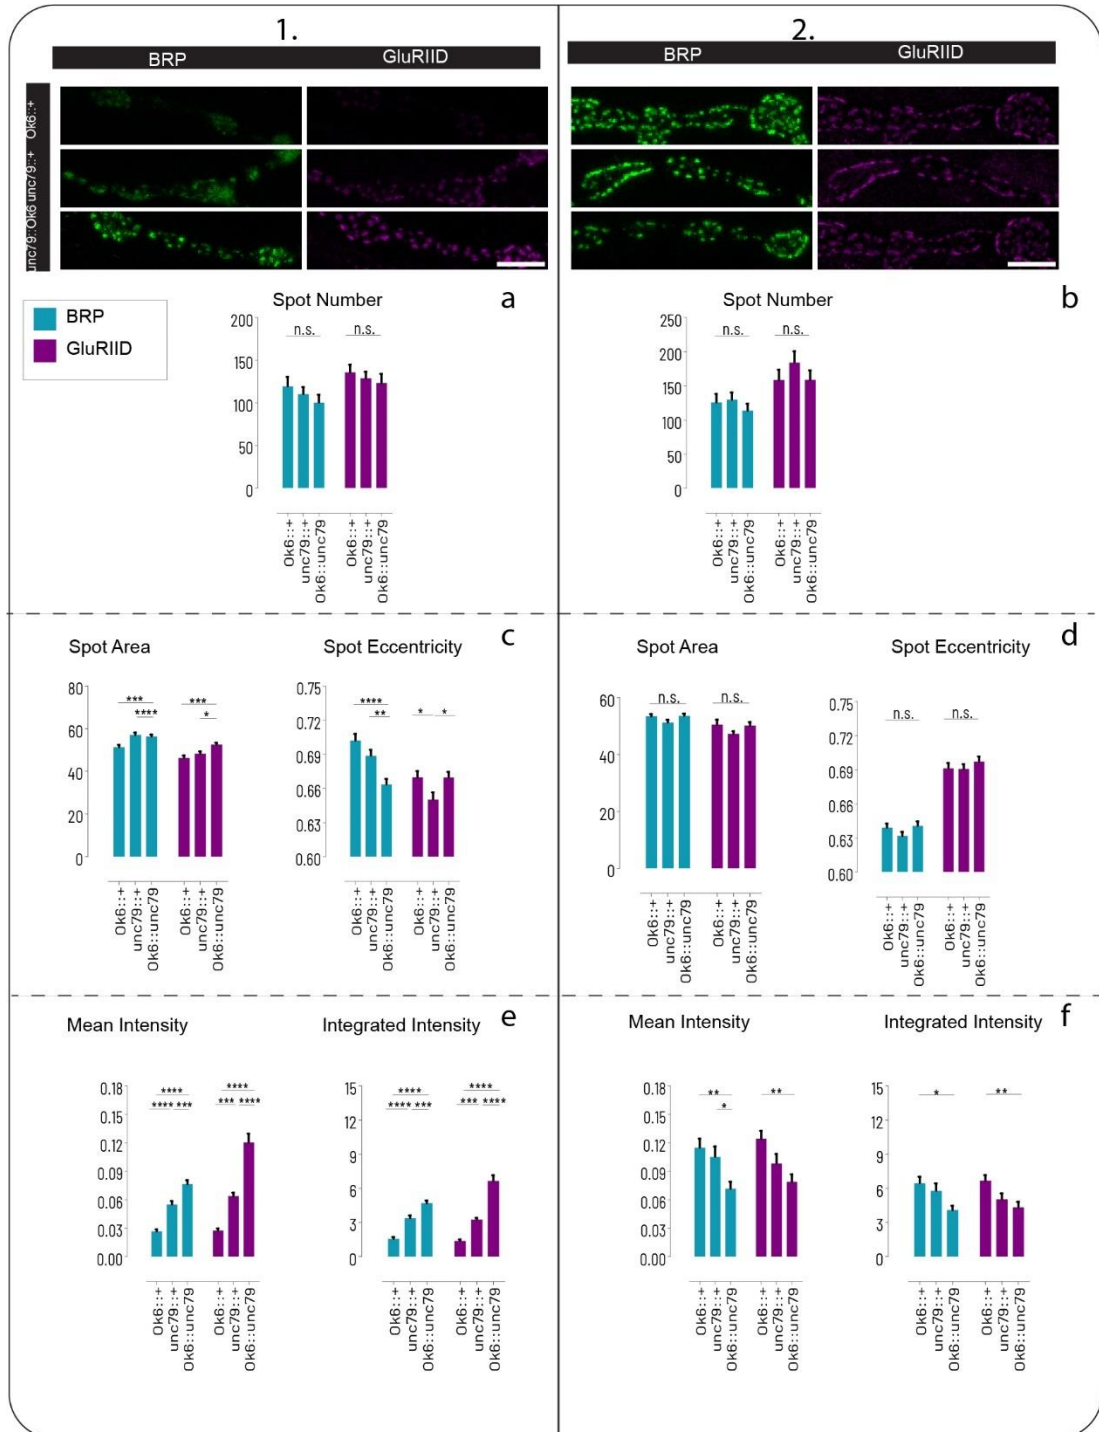 1.
BRP GluRIID
Ok6::+
unc79::+
unc79::Ok6
2.
BRP GluRIID
BRP
GluRIID
a
Spot Number
200
150
100
50
0
n.s. n.s.
Ok6::+
unc79::+
Ok6::unc79
Ok6::+
unc79::+
Ok6::unc79
b
Spot Number
250
200
150
100
50
0
n.s. n.s.
Ok6::+
unc79::+
Ok6::unc79
Ok6::+
unc79::+
Ok6::unc79
c
Spot Area
80
60
40
20
0
*** ***
**** *
Ok6::+
unc79::+
Ok6::unc79
Ok6::+
unc79::+
Ok6::unc79
Spot Eccentricity
0.75
0.72
0.69
0.66
0.63
0.60
**** * *
**
Ok6::+
unc79::+
Ok6::unc79
Ok6::+
unc79::+
Ok6::unc79
d
Spot Area
60
40
20
0
n.s. n.s.
Ok6::+
unc79::+
Ok6::unc79
Ok6::+
unc79::+
Ok6::unc79
Spot Eccentricity
0.75
0.72
0.69
0.66
0.63
0.60
n.s. n.s.
Ok6::+
unc79::+
Ok6::unc79
Ok6::+
unc79::+
Ok6::unc79
e
Mean Intensity
0.18
0.15
0.12
0.09
0.06
0.03
0.00
**** ****
**** *** *** ****
Ok6::+
unc79::+
Ok6::unc79
Ok6::+
unc79::+
Ok6::unc79
Integrated Intensity
15
12
9
6
3
0
**** ****
**** *** *** ****
Ok6::+
unc79::+
Ok6::unc79
Ok6::+
unc79::+
Ok6::unc79
f
Mean Intensity
0.18
0.15
0.12
0.09
0.06
0.03
0.00
** **
*
Ok6::+
unc79::+
Ok6::unc79
Ok6::+
unc79::+
Ok6::unc79
Integrated Intensity
15
12
9
6
3
0
* **
Ok6::+
unc79::+
Ok6::unc79
Ok6::+
unc79::+
Ok6::unc79